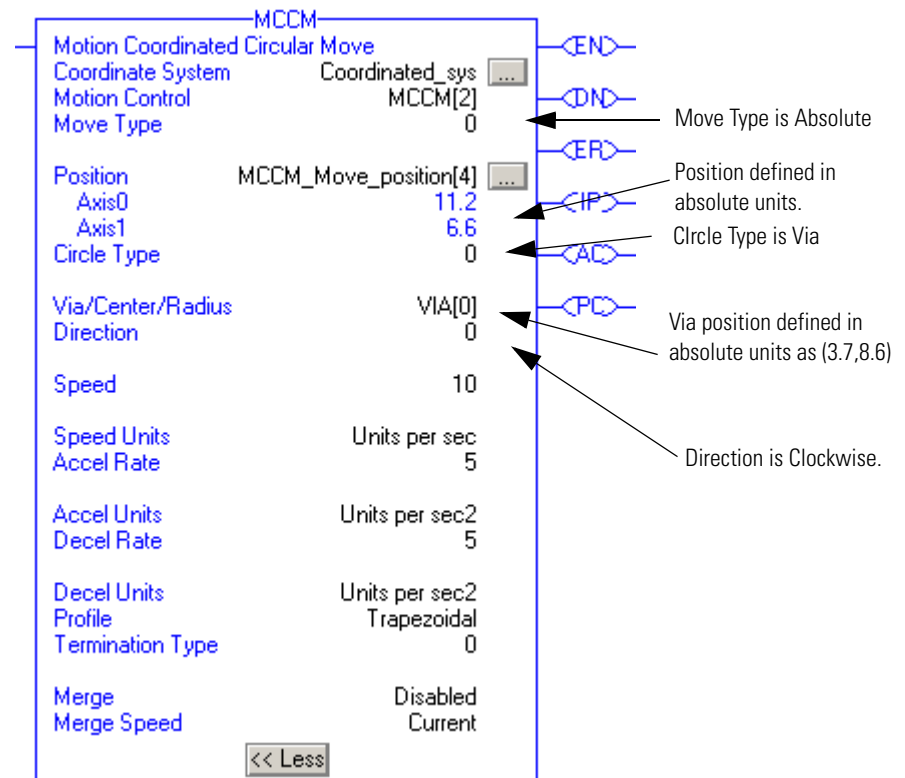 MCCM
Motion Coordinated Circular Move
Coordinate System Coordinated_sys ...
Motion Control MCCM[2]
Move Type 0
Position MCCM_Move_position[4] ...
Axis0 11.2
Axis1 6.6
Circle Type 0
Via/Center/Radius VIA[0]
Direction 0
Speed 10
Speed Units Units per sec
Accel Rate 5
Accel Units Units per sec2
Decel Rate 5
Decel Units Units per sec2
Profile Trapezoidal
Termination Type 0
Merge Disabled
Merge Speed Current
<< Less
EN
DN
ER
IP
AC
PC
Move Type is Absolute
Position defined in
absolute units.
CIrcle Type is Via
Via position defined in
absolute units as (3.7,8.6)
Direction is Clockwise.